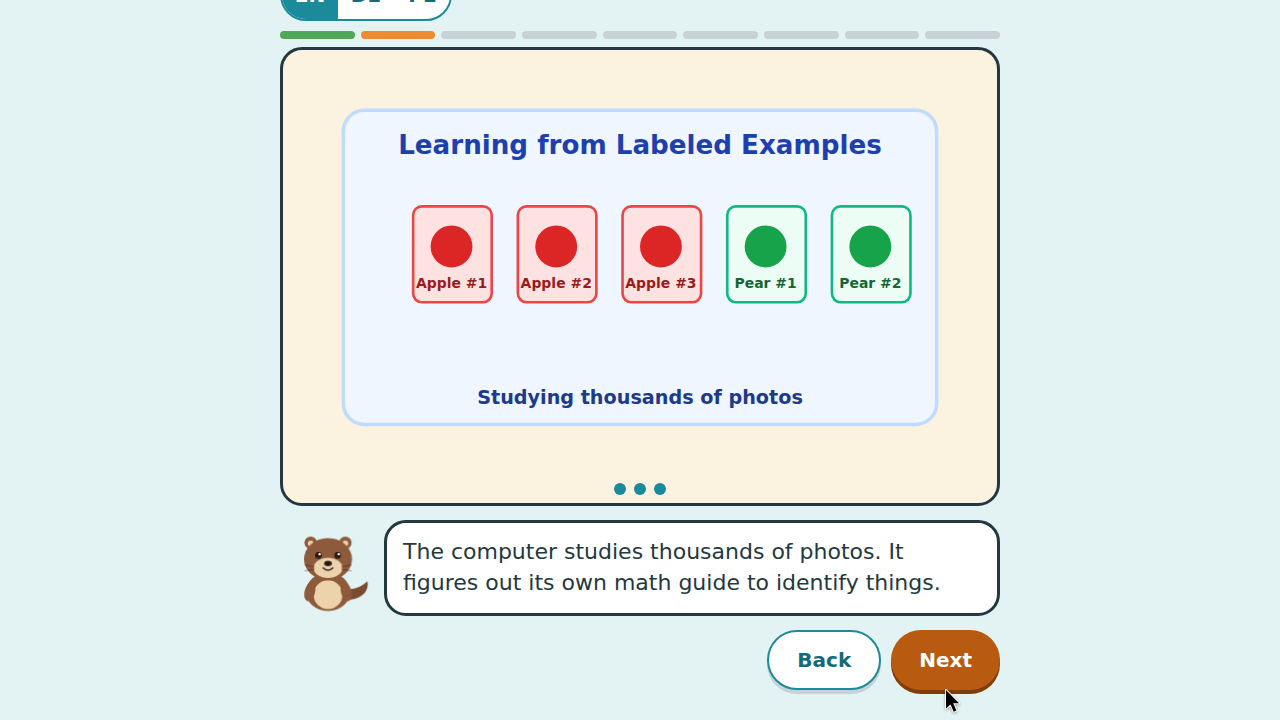 Learning from Labeled Examples
Apple #1 Apple #2 Apple #3 Pear #1 Pear #2
Studying thousands of photos
The computer studies thousands of photos. It
figures out its own math guide to identify things.
Back Next